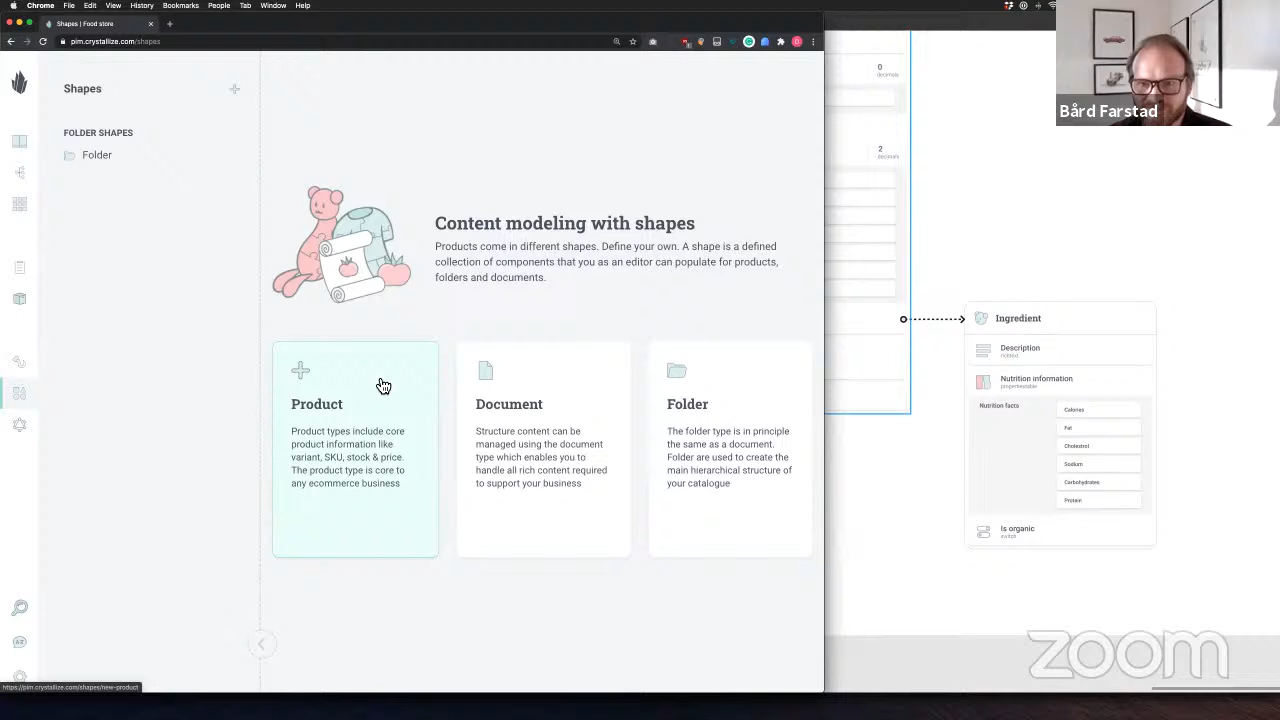 Chrome File Edit View History Bookmarks People Tab Window Help
Shapes | Food store
pim.crystallize.com/shapes
Shapes
FOLDER SHAPES
Folder
Content modeling with shapes
Products come in different shapes. Define your own. A shape is a defined
collection of components that you as an editor can populate for products,
folders and documents.
Product
Product types include core
product information like
variant, SKU, stock & price.
The product type is core to
any ecommerce business
Document
Structure content can be
managed using the document
type which enables you to
handle all rich content required
to support your business
Folder
The folder type is in principle
the same as a document.
Folder are used to create the
main hierarchical structure of
your catalogue
https://pim.crystallize.com/shapes/new-product
0
decimals
2
decimals
Ingredient
Description
richtext
Nutrition information
propertiestable
Nutrition facts
Calories
Fat
Cholestrol
Sodium
Carbohydrates
Protein
Is organic
switch
Bård Farstad
zoom